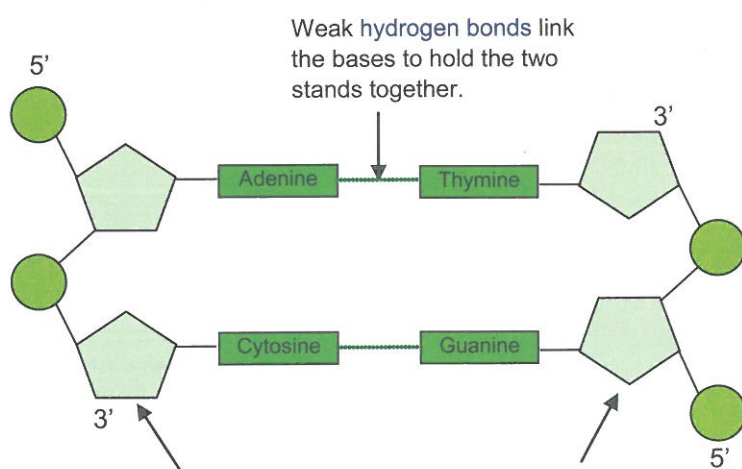 Weak hydrogen bonds link
the bases to hold the two
stands together.
5’
3’
Adenine
Thymine
Cytosine
Guanine
3’
5’